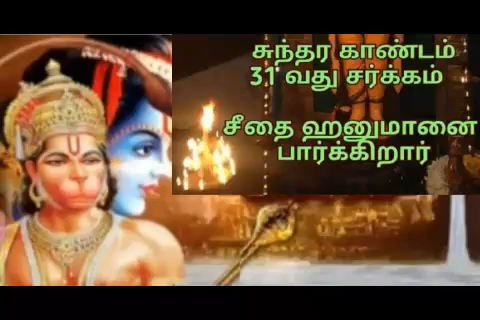 சுந்தர காண்டம்
31 வது சர்க்கம்
சீதை ஹனுமானை
பார்க்கிறார்